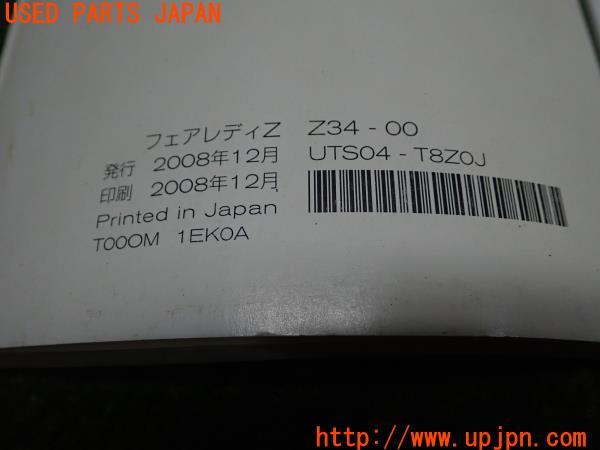 USED PARTS JAPAN
フェアレディZ Z34-00
発行 2008年12月 UTS04-T8Z0J
印刷 2008年12月
Printed in Japan
T00OM 1EK0A
http://www.upjpn.com/